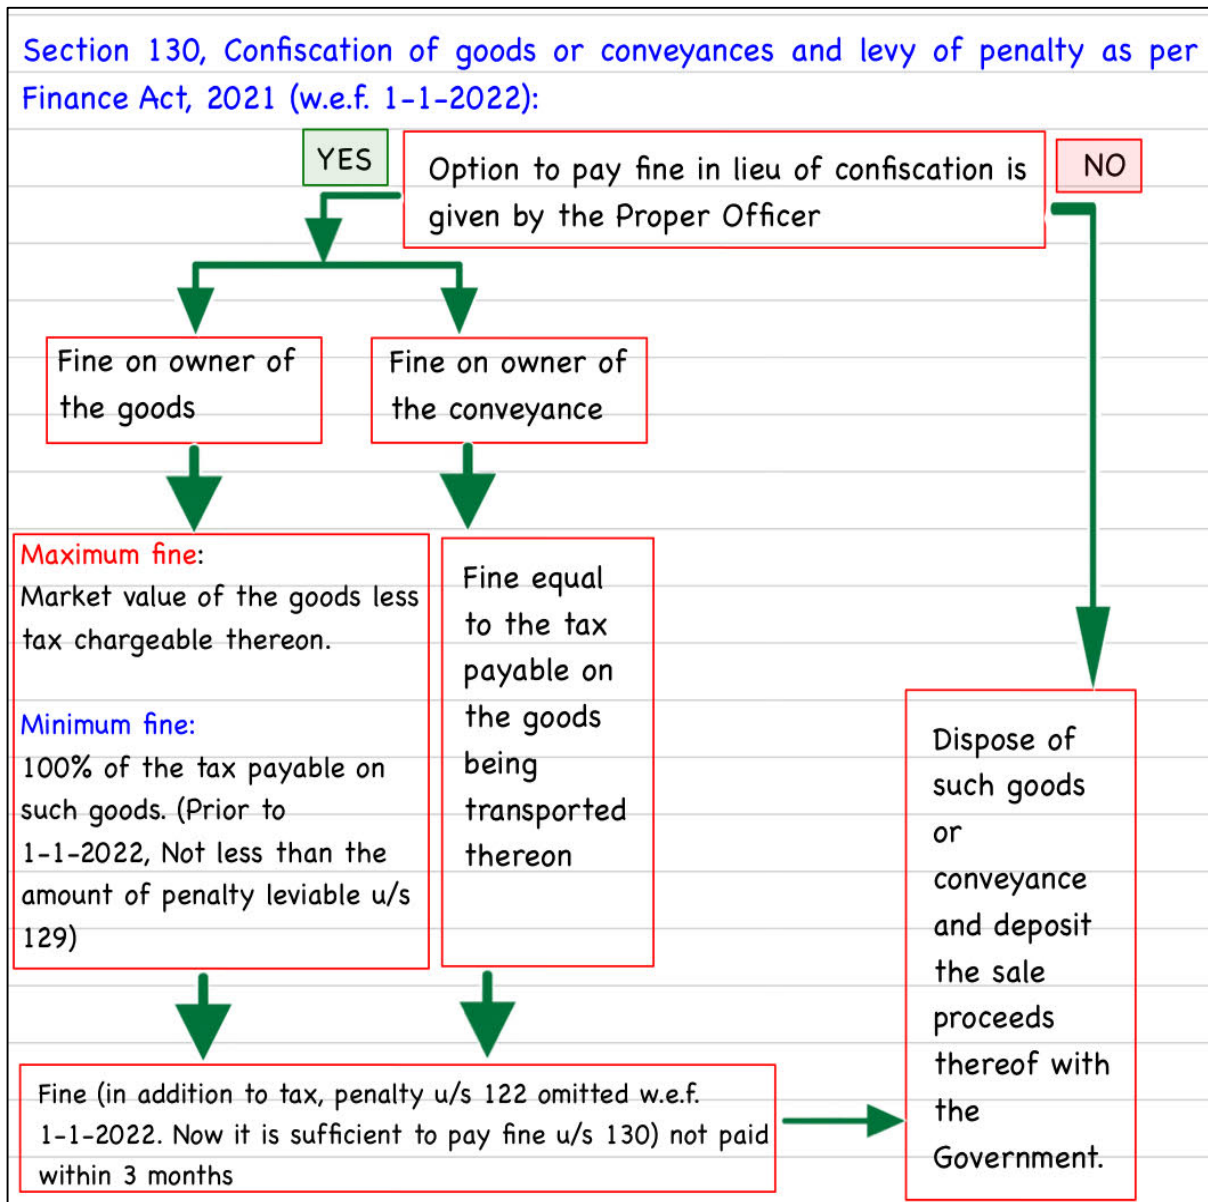 Section 130, Confiscation of goods or conveyances and levy of penalty as per
Finance Act, 2021 (w.e.f. 1-1-2022):
YES
Option to pay fine in lieu of confiscation is
given by the Proper Officer
NO
Fine on owner of
the goods
Fine on owner of
the conveyance
Maximum fine:
Market value of the goods less
tax chargeable thereon.
Minimum fine:
100% of the tax payable on
such goods. (Prior to
1-1-2022, Not less than the
amount of penalty leviable u/s
129)
Fine equal
to the tax
payable on
the goods
being
transported
thereon
Dispose of
such goods
or
conveyance
and deposit
the sale
proceeds
thereof with
the
Government.
Fine (in addition to tax, penalty u/s 122 omitted w.e.f.
1-1-2022. Now it is sufficient to pay fine u/s 130) not paid
within 3 months